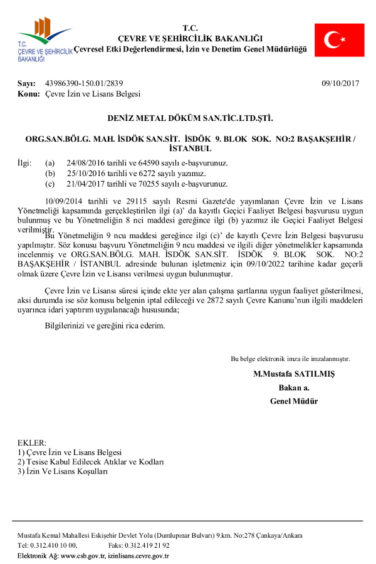 T.C.
ÇEVRE VE ŞEHİRCİLİK BAKANLIĞI
T.C.
ÇEVRE VE ŞEHİRCİLİK
BAKANLIĞI
Çevresel Etki Değerlendirmesi, İzin ve Denetim Genel Müdürlüğü
Sayı: 43986390-150.01/2839 09/10/2017
Konu: Çevre İzin ve Lisans Belgesi
DENİZ METAL DÖKÜM SAN.TİC.LTD.ŞTİ.
ORG.SAN.BÖLG. MAH. İSDÖK SAN.SİT. İSDÖK 9. BLOK SOK. NO:2 BAŞAKŞEHİR /
İSTANBUL
İlgi: (a) 24/08/2016 tarihli ve 64590 sayılı e-başvurunuz.
(b) 25/10/2016 tarihli ve 6272 sayılı yazımız.
(c) 21/04/2017 tarihli ve 70255 sayılı e-başvurunuz.
10/09/2014 tarihli ve 29115 sayılı Resmi Gazete'de yayımlanan Çevre İzin ve Lisans
Yönetmeliği kapsamında gerçekleştirilen ilgi (a)' da kayıtlı Geçici Faaliyet Belgesi başvurusu uygun
bulunmuş ve bu Yönetmeliğin 8 nci maddesi gereğince ilgi (b) yazımız ile Geçici Faaliyet Belgesi
verilmiştir.
Bu Yönetmeliğin 9 ncu maddesi gereğince ilgi (c)' de kayıtlı Çevre İzin Belgesi başvurusu
yapılmıştır. Söz konusu başvuru Yönetmeliğin 9 ncu maddesi ve ilgili diğer yönetmelikler kapsamında
incelenmiş ve ORG.SAN.BÖLG. MAH. İSDÖK SAN.SİT. İSDÖK 9. BLOK SOK. NO:2
BAŞAKŞEHİR / İSTANBUL adresinde bulunan işletmeniz için 09/10/2022 tarihine kadar geçerli
olmak üzere Çevre İzin ve Lisansı verilmesi uygun bulunmuştur.
Çevre İzin ve Lisansı süresi içinde ekte yer alan çalışma şartlarına uygun faaliyet gösterilmesi,
aksi durumda ise söz konusu belgenin iptal edileceği ve 2872 sayılı Çevre Kanunu'nun ilgili maddeleri
uyarınca idari yaptırım uygulanacağı hususunda;
Bilgilerinizi ve gereğini rica ederim.
Bu belge elektronik imza ile imzalanmıştır.
M.Mustafa SATILMIŞ
Bakan a.
Genel Müdür
EKLER:
1) Çevre İzin ve Lisans Belgesi
2) Tesise Kabul Edilecek Atıklar ve Kodları
3) İzin Ve Lisans Koşulları
Mustafa Kemal Mahallesi Eskişehir Devlet Yolu (Dumlupınar Bulvarı) 9.km. No:278 Çankaya/Ankara
Tel: 0.312.410 10 00, Faks: 0.312.419 21 92
Elektronik Ağ: www.csb.gov.tr, izinlisans.cevre.gov.tr